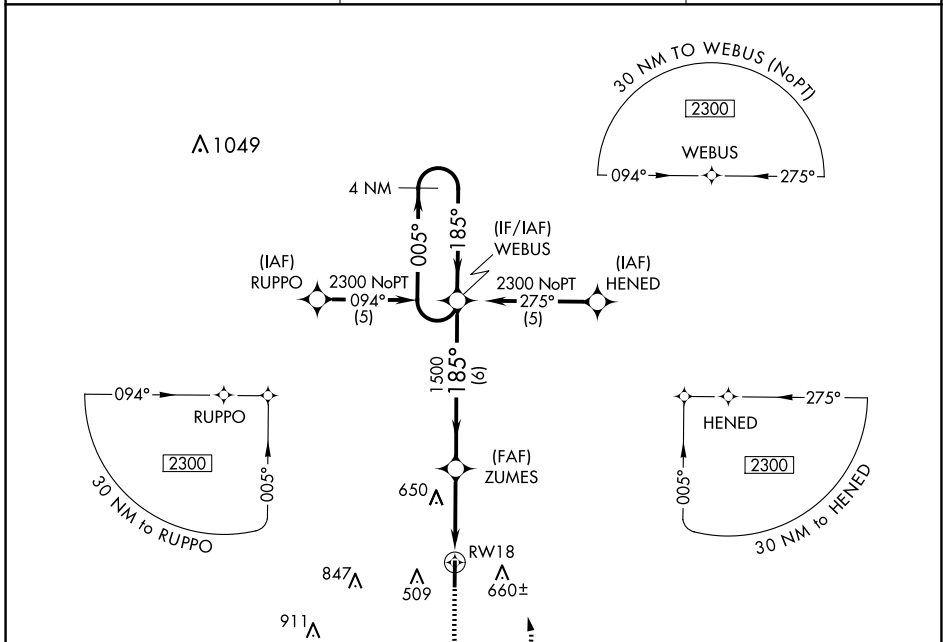 30 NM TO WEBUS (NoPT)
2300
WEBUS
094°
275°
1049
4 NM
005°
185°
(IF/IAF)
WEBUS
(IAF)
RUPPO
2300 NoPT
094°
(5)
2300 NoPT
275°
(5)
(IAF)
HENED
1500
185°
(6)
094°
RUPPO
2300
005°
30 NM to RUPPO
275°
HENED
2300
005°
30 NM to HENED
(FAF)
ZUMES
650
RW18
847
509
660±
911